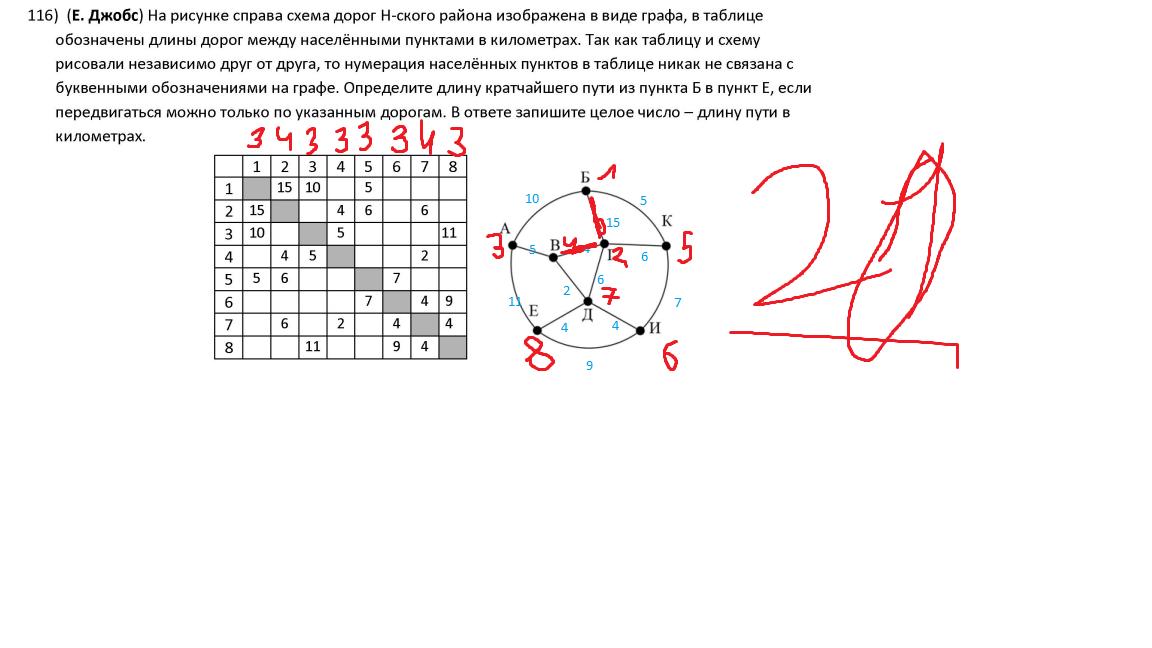 116) (Е. Джобс) На рисунке справа схема дорог Н-ского района изображена в виде графа, в таблице
обозначены длины дорог между населёнными пунктами в километрах. Так как таблицу и схему
рисовали независимо друг от друга, то нумерация населённых пунктов в таблице никак не связана с
буквенными обозначениями на графе. Определите длину кратчайшего пути из пункта Б в пункт Е, если
передвигаться можно только по указанным дорогам. В ответе запишите целое число – длину пути в
километрах.
3 4 3 3 3 3 4 3
1 2 3 4 5 6 7 8
1 15 10 5
2 15 4 6 6
3 10 5 11
4 4 5 2
5 5 6 7
6 7 4 9
7 6 2 4 4
8 11 9 4
Б 1
10 5
15 К
А
3 5 В 4 2 6 5
6
2 7
11 Е Д 7
4 4 И
8 6
9
2